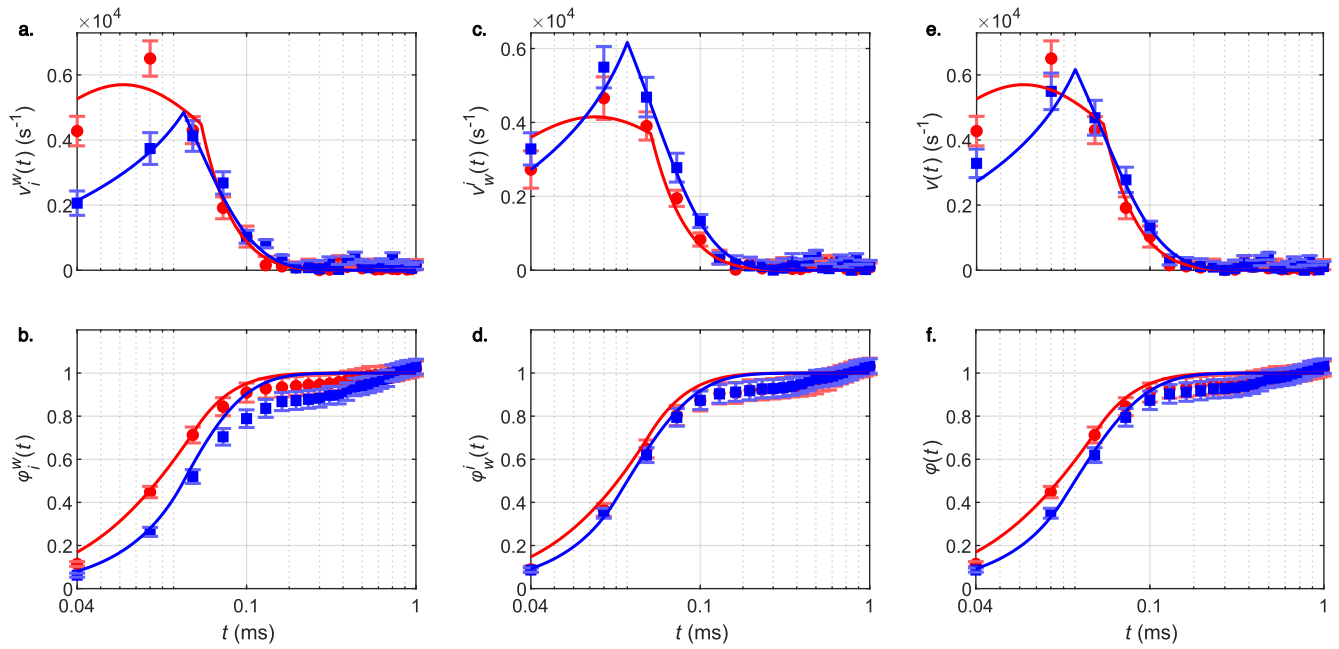 a.
×10⁴
v_i^w(t) (s⁻¹)
0.6
0.4
0.2
0
c.
×10⁴
v_w^i(t) (s⁻¹)
0.6
0.4
0.2
0
e.
×10⁴
v(t) (s⁻¹)
0.6
0.4
0.2
0
b.
φ_i^w(t)
1
0.8
0.6
0.4
0.2
0
0.04 0.1 1
t (ms)
d.
φ_w^i(t)
1
0.8
0.6
0.4
0.2
0
0.04 0.1 1
t (ms)
f.
φ(t)
1
0.8
0.6
0.4
0.2
0
0.04 0.1 1
t (ms)